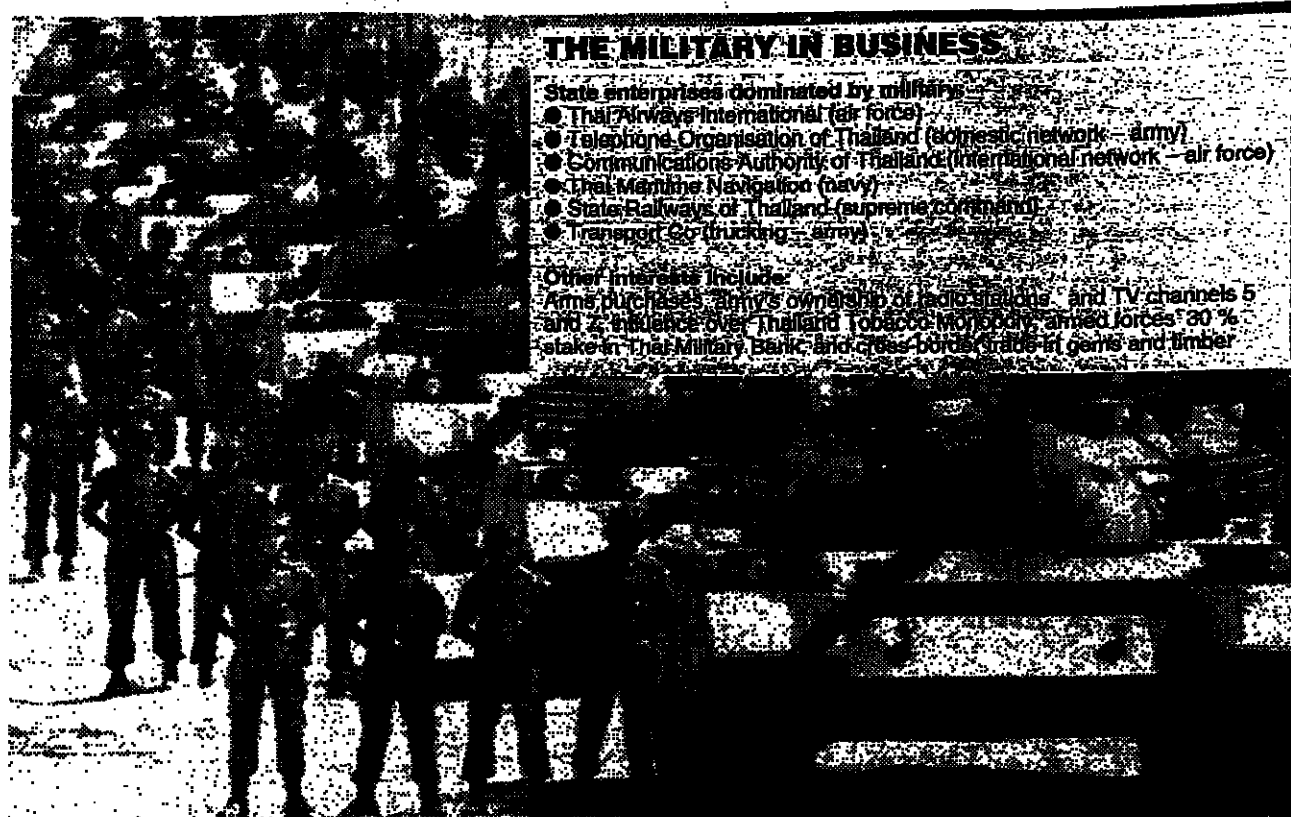 THE MILITARY IN BUSINESS
State enterprises dominated by military:
● Thai Airways International (air force)
● Telephone Organisation of Thailand (domestic network – army)
● Communications Authority of Thailand (international network – air force)
● Thai Maritime Navigation (navy)
● State Railways of Thailand (supreme command)
● Transport Co (trucking – army)
Other interests include:
Arms purchases, army's ownership of radio stations, and TV channels 5
and 7, influence over Thailand Tobacco Monopoly, armed forces' 30 %
stake in Thai Military Bank, and cross-border trade in gems and timber